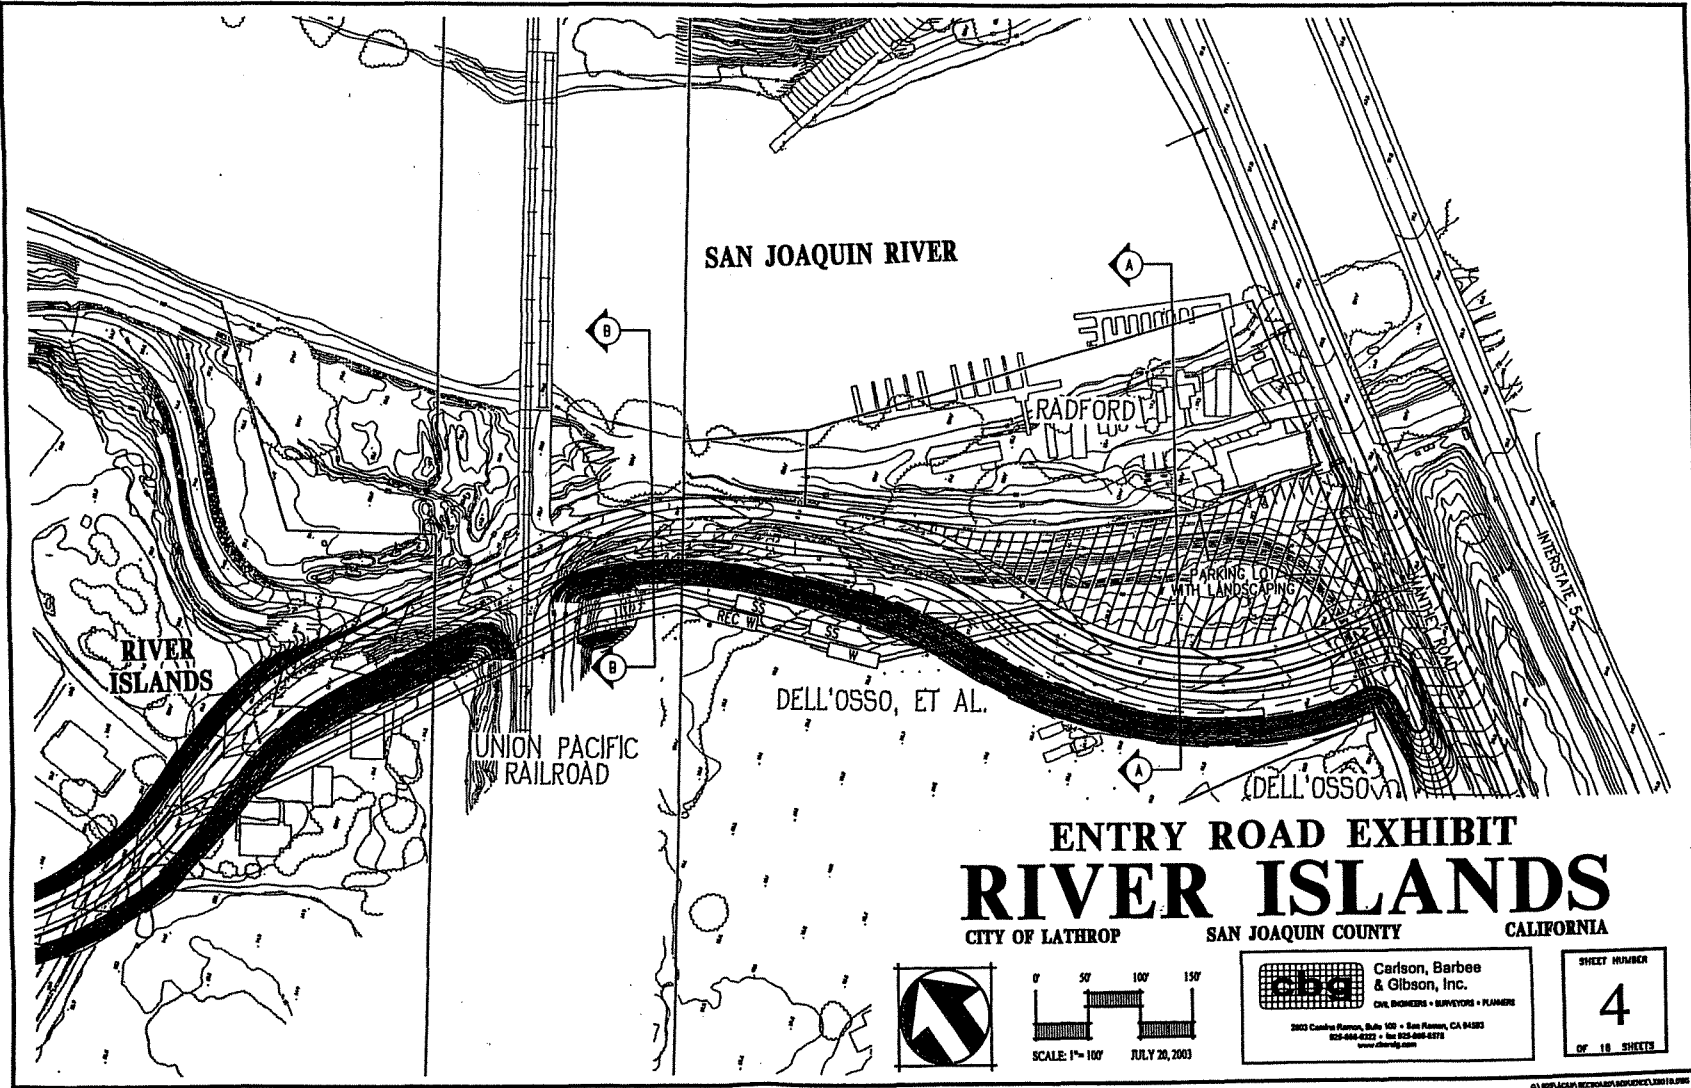 SAN JOAQUIN RIVER
A
B
RADFORD
INTERSTATE 5
PARKING LOT
WITH LANDSCAPING
MANTHEY ROAD
SS
REC W
SS
W
B
RIVER
ISLANDS
DELL'OSSO, ET AL.
UNION PACIFIC
RAILROAD
A
DELL'OSSO
ENTRY ROAD EXHIBIT
RIVER ISLANDS
CITY OF LATHROP SAN JOAQUIN COUNTY CALIFORNIA
0' 50' 100' 150'
SCALE: 1"= 100' JULY 20, 2003
cbg
Carlson, Barbee
& Gibson, Inc.
CIVIL ENGINEERS • SURVEYORS • PLANNERS
SHEET NUMBER
4
OF 18 SHEETS